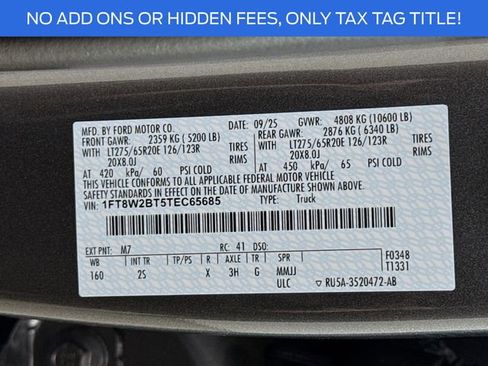 NO ADD ONS OR HIDDEN FEES, ONLY TAX TAG TITLE!
MFD. BY FORD MOTOR CO.
DATE: 09/25 GVWR: 4808 KG (10600 LB)
FRONT GAWR: 2359 KG (5200 LB) REAR GAWR: 2876 KG (6340 LB)
WITH LT275/65R20E 126/123R TIRES WITH LT275/65R20E 126/123R TIRES
20X8.0J RIMS 20X8.0J RIMS
AT 420 kPa/ 60 PSI COLD AT 450 kPa/ 65 PSI COLD
THIS VEHICLE CONFORMS TO ALL APPLICABLE FEDERAL MOTOR VEHICLE
SAFETY STANDARDS IN EFFECT ON THE DATE OF MANUFACTURE SHOWN ABOVE.
VIN: 1FT8W2BT5TEC65685 TYPE: Truck
EXT PNT: M7 RC: 41 DSO:
WB INT TR TP/PS R AXLE TR SPR F0348
160 2S X 3H G MMJJ T1331
ULC RU5A-3520472-AB